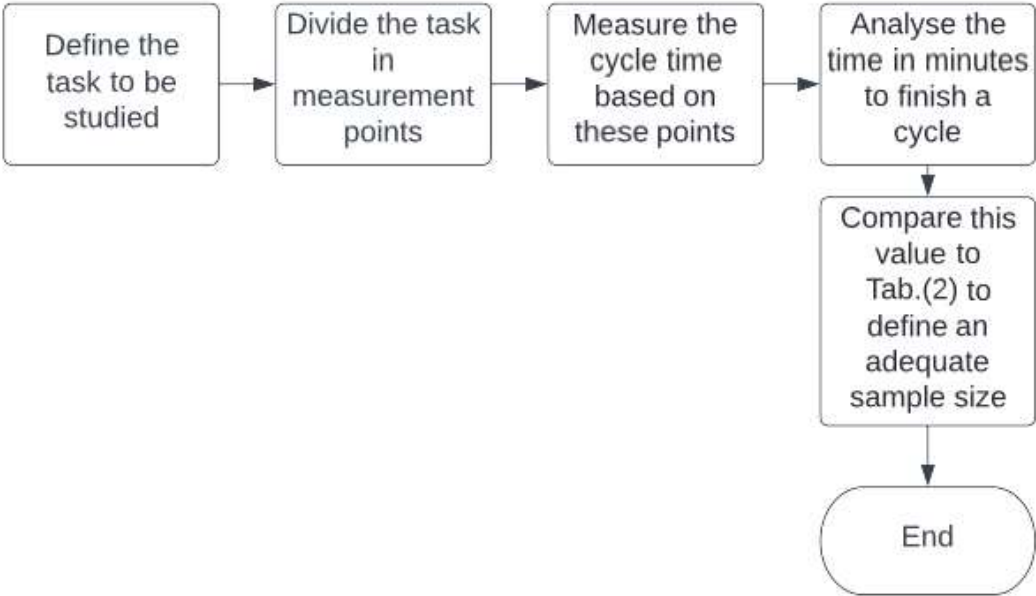 Define the
task to be
studied
Divide the task
in
measurement
points
Measure the
cycle time
based on
these points
Analyse the
time in minutes
to finish a
cycle
Compare this
value to
Tab.(2) to
define an
adequate
sample size
End